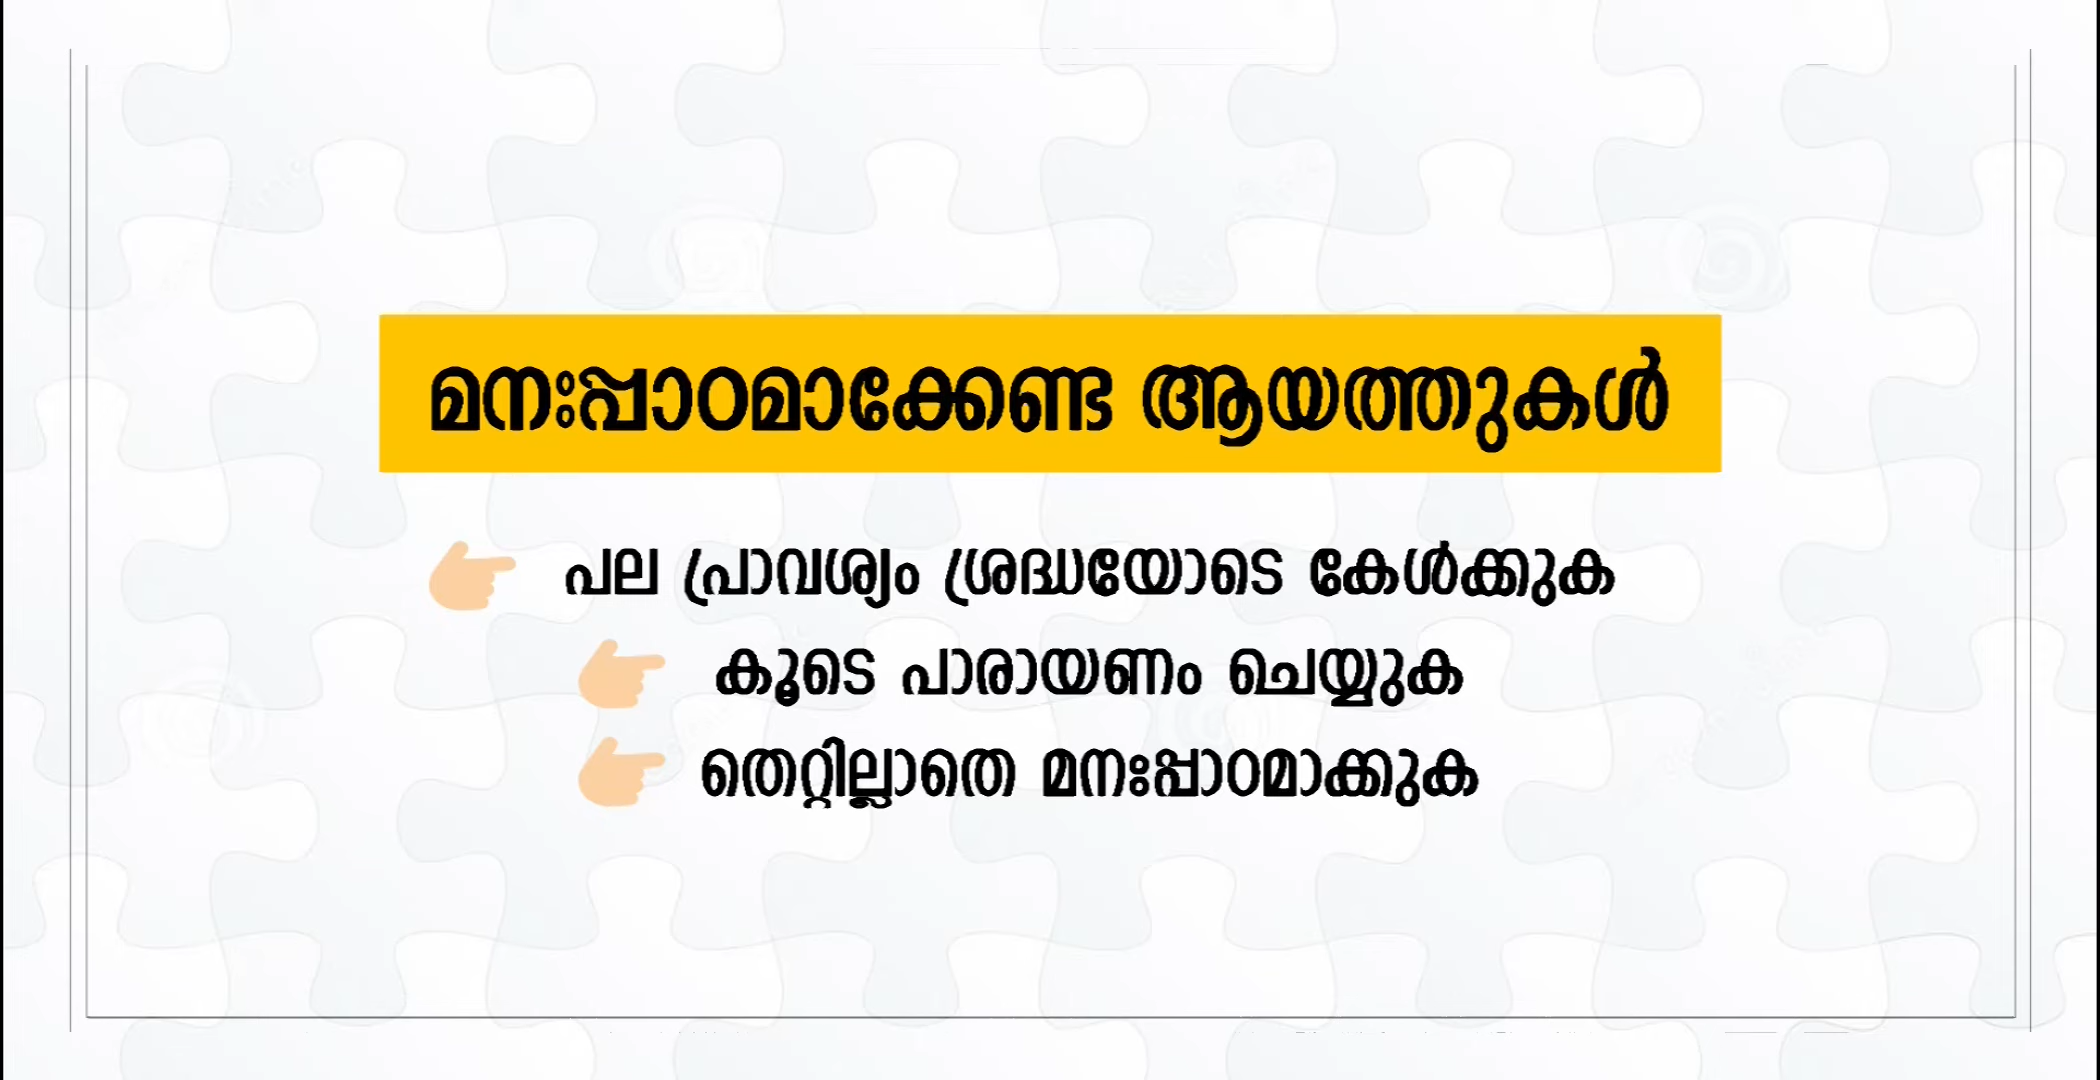 മനഃപ്പാഠമാക്കേണ്ട ആയത്തുകൾ
പല പ്രാവശ്യം ശ്രദ്ധയോടെ കേൾക്കുക
കൂടെ പാരായണം ചെയ്യുക
തെറ്റില്ലാതെ മനഃപ്പാഠമാക്കുക